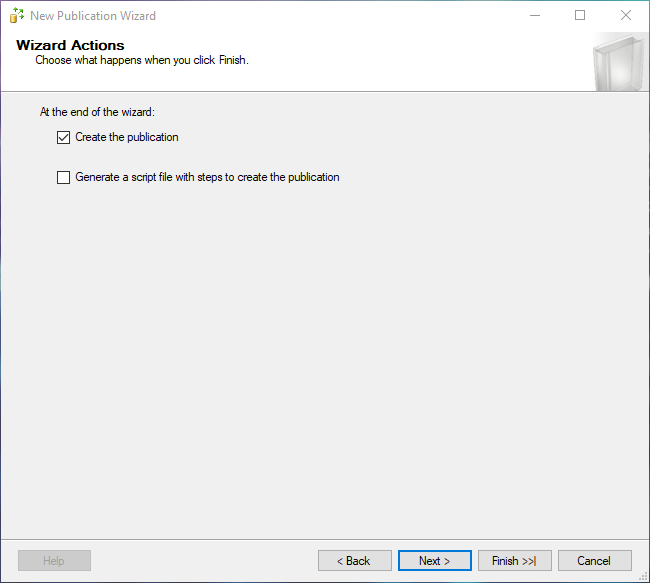 New Publication Wizard
Wizard Actions
Choose what happens when you click Finish.
At the end of the wizard:
Create the publication
Generate a script file with steps to create the publication
Help
< Back
Next >
Finish >>|
Cancel